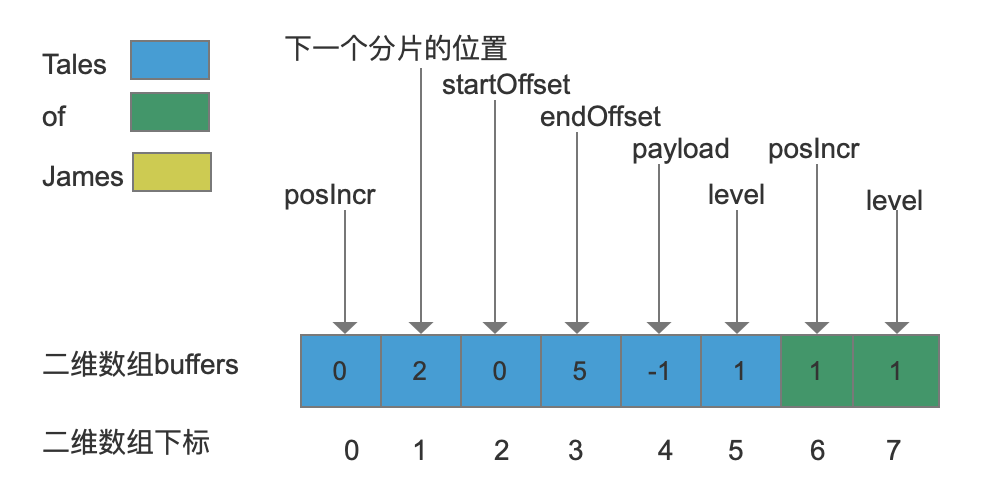 Tales
of
James
下一个分片的位置
startOffset
endOffset
payload
posIncr
posIncr
level
level
二维数组buffers
0 2 0 5 -1 1 1 1
二维数组下标
0 1 2 3 4 5 6 7